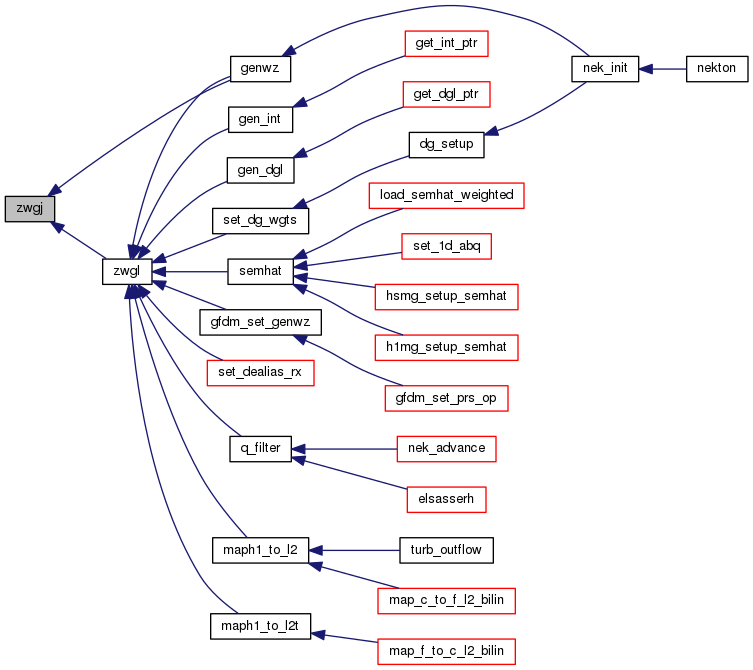 get_int_ptr
genwz
nek_init
nekton
get_dgl_ptr
gen_int
dg_setup
gen_dgl
load_semhat_weighted
zwgj
set_dg_wgts
set_1d_abq
zwgl
semhat
hsmg_setup_semhat
gfdm_set_genwz
h1mg_setup_semhat
set_dealias_rx
gfdm_set_prs_op
q_filter
nek_advance
elsasserh
maph1_to_l2
turb_outflow
map_c_to_f_l2_bilin
maph1_to_l2t
map_f_to_c_l2_bilin